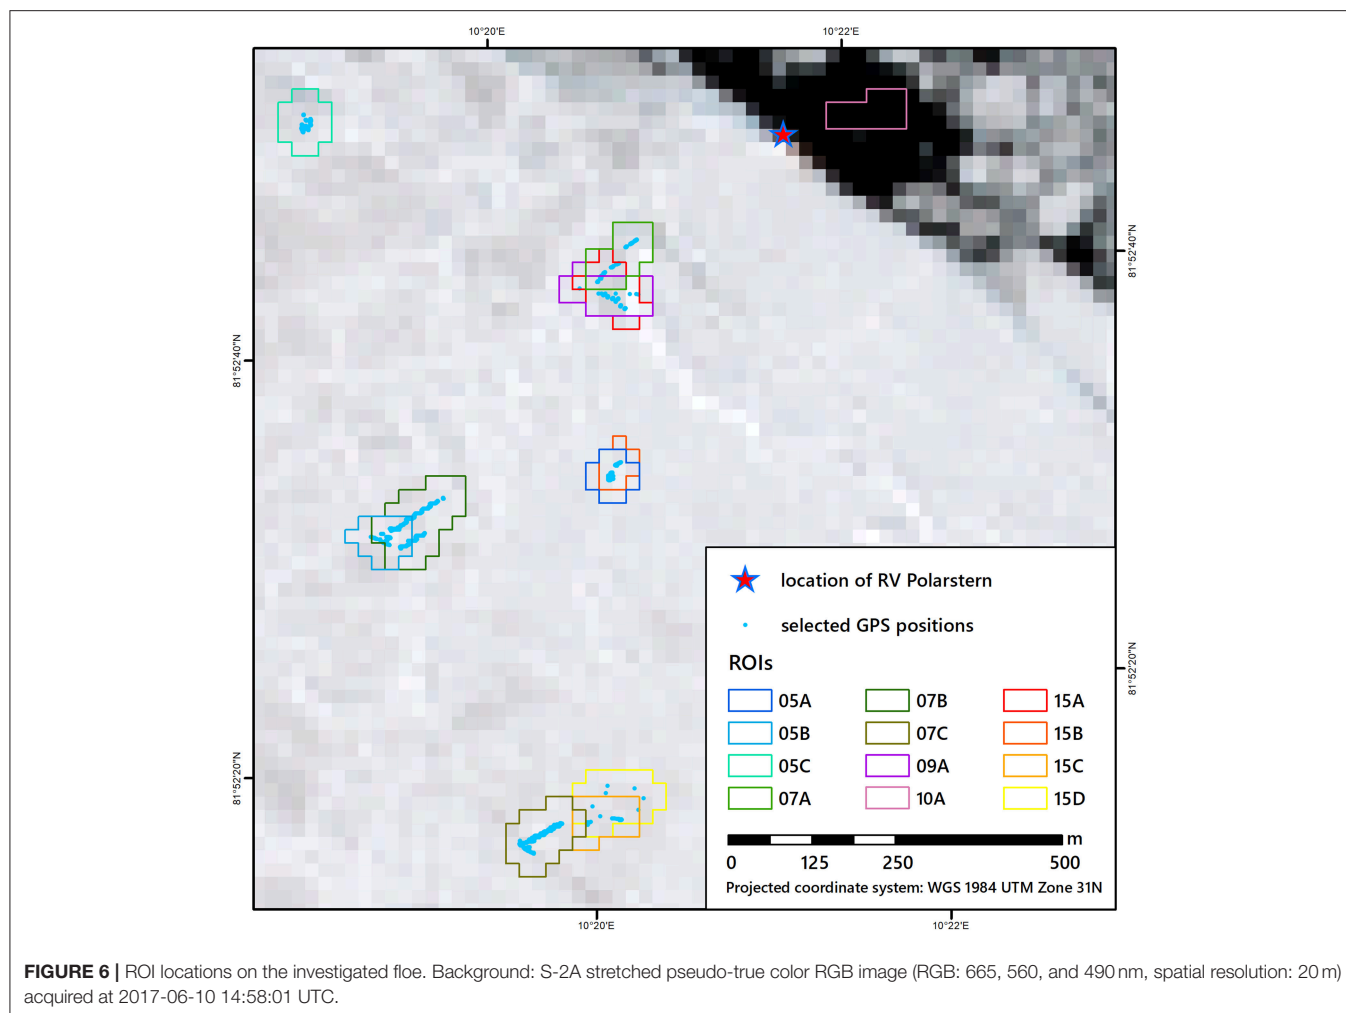 10°20'E
10°22'E
81°52'40"N
81°52'40"N
81°52'20"N
81°52'20"N
location of RV Polarstern
selected GPS positions
ROIs
05A
07B
15A
05B
07C
15B
05C
09A
15C
07A
10A
15D
m
0
125
250
500
Projected coordinate system: WGS 1984 UTM Zone 31N
10°20'E
10°22'E
FIGURE 6 | ROI locations on the investigated floe. Background: S-2A stretched pseudo-true color RGB image (RGB: 665, 560, and 490 nm, spatial resolution: 20 m)
acquired at 2017-06-10 14:58:01 UTC.